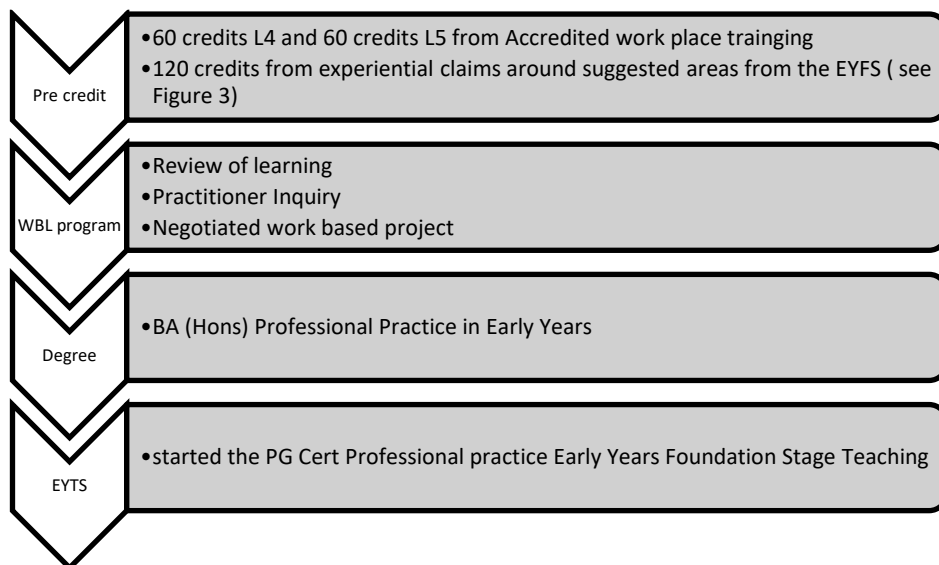 Pre credit
•60 credits L4 and 60 credits L5 from Accredited work place trainging
•120 credits from experiential claims around suggested areas from the EYFS ( see
Figure 3)
WBL program
•Review of learning
•Practitioner Inquiry
•Negotiated work based project
Degree
•BA (Hons) Professional Practice in Early Years
EYTS
•started the PG Cert Professional practice Early Years Foundation Stage Teaching